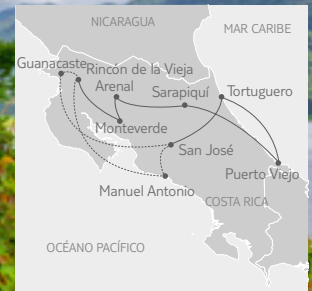 NICARAGUA
MAR CARIBE
Guanacaste
Rincón de la Vieja
Arenal
Sarapiquí
Tortuguero
Monteverde
San José
Puerto Viejo
Manuel Antonio
COSTA RICA
OCÉANO PACÍFICO